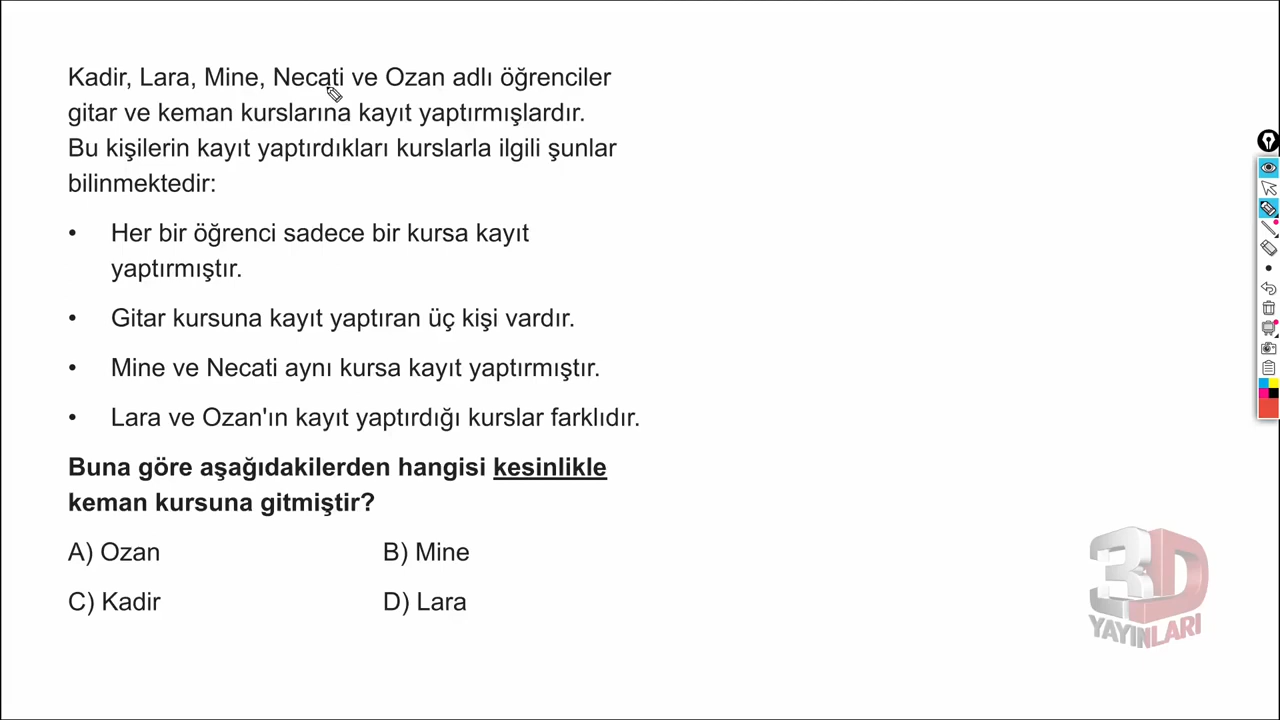 Kadir, Lara, Mine, Necati ve Ozan adlı öğrenciler
gitar ve keman kurslarına kayıt yaptırmışlardır.
Bu kişilerin kayıt yaptırdıkları kurslarla ilgili şunlar
bilinmektedir:
• Her bir öğrenci sadece bir kursa kayıt
yaptırmıştır.
• Gitar kursuna kayıt yaptıran üç kişi vardır.
• Mine ve Necati aynı kursa kayıt yaptırmıştır.
• Lara ve Ozan'ın kayıt yaptırdığı kurslar farklıdır.
Buna göre aşağıdakilerden hangisi kesinlikle
keman kursuna gitmiştir?
A) Ozan B) Mine
C) Kadir D) Lara
3D
YAYINLARI